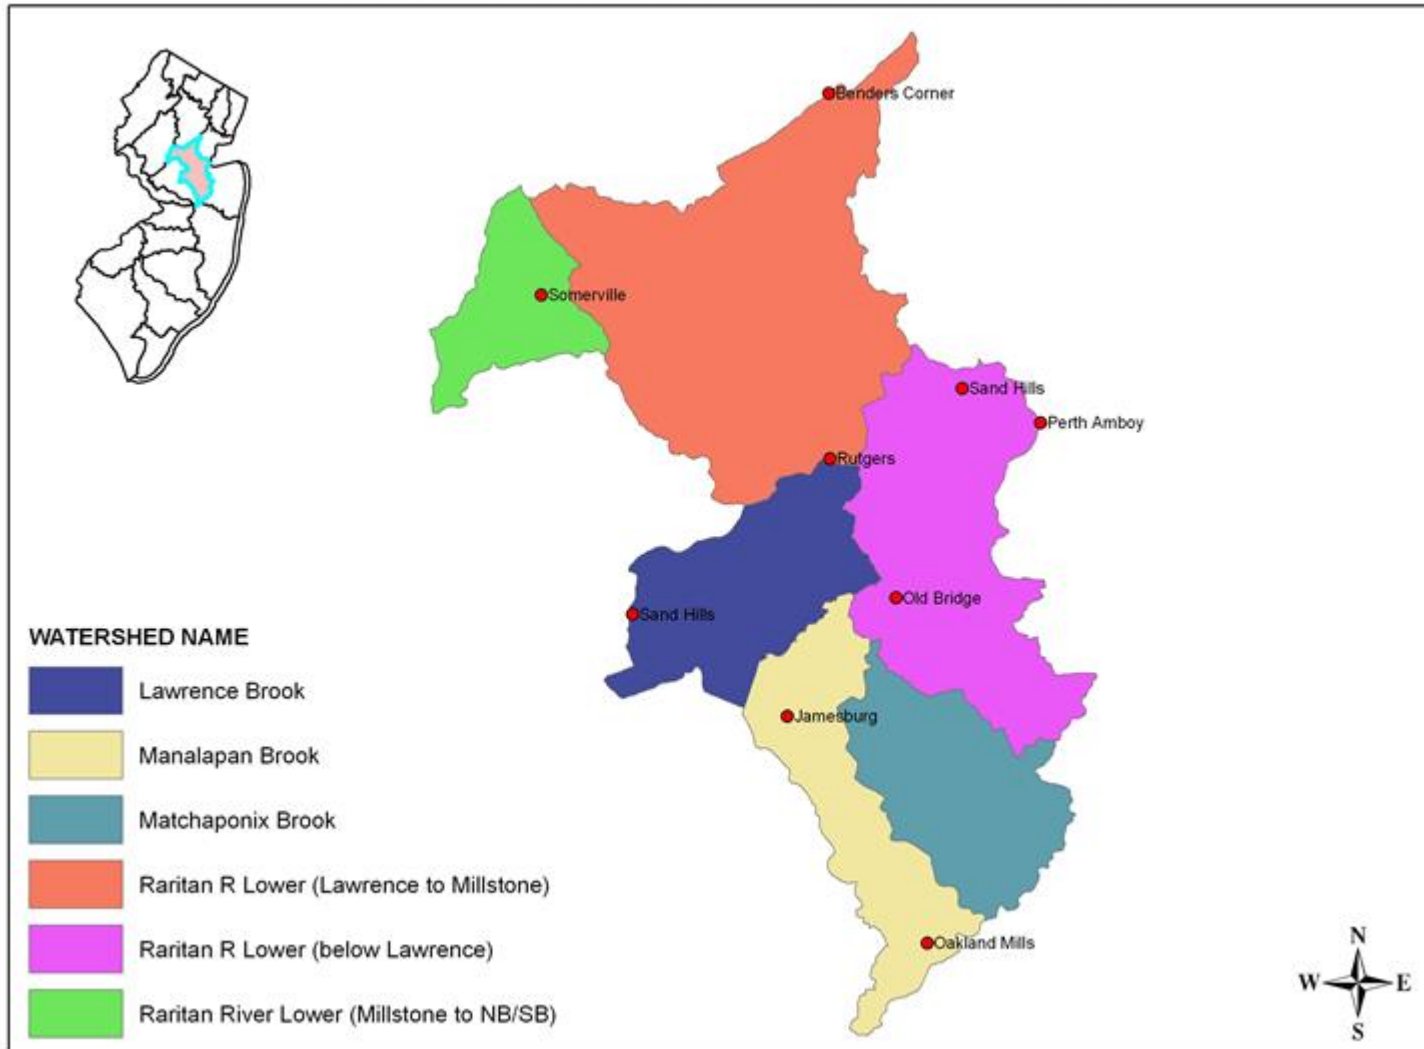 Benders Corner
Somerville
Sand Hills
Perth Amboy
Rutgers
Old Bridge
Sand Hills
Jamesburg
Oakland Mills
WATERSHED NAME
Lawrence Brook
Manalapan Brook
Matchaponix Brook
Raritan R Lower (Lawrence to Millstone)
Raritan R Lower (below Lawrence)
Raritan River Lower (Millstone to NB/SB)
N
W E
S